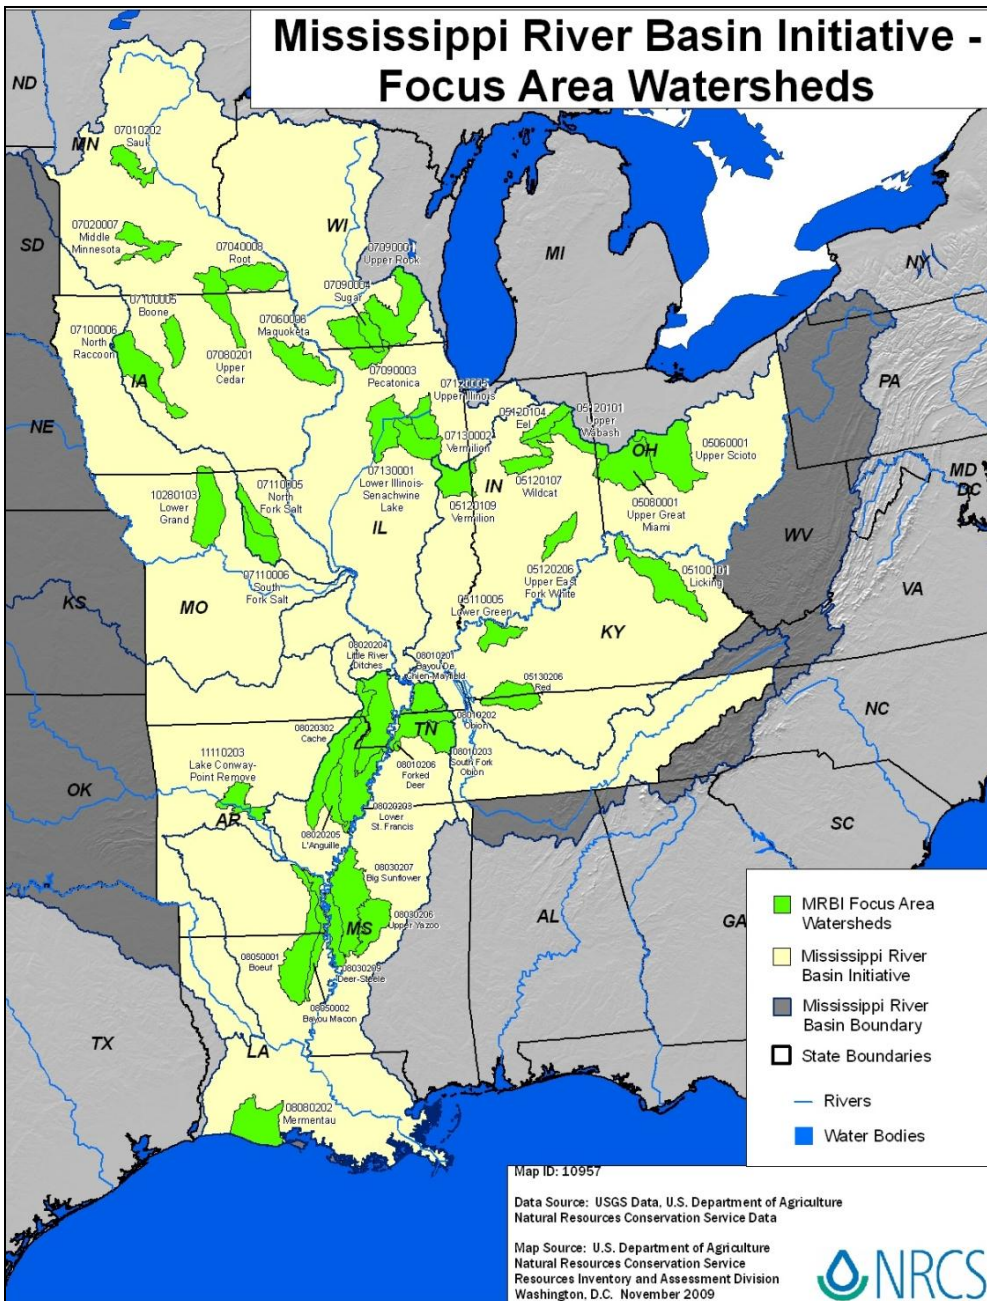 Mississippi River Basin Initiative -
Focus Area Watersheds
ND
MN
07010202
Sauk
SD
07020007
Middle
Minnesota
07040008
Root
WI
07090001
Upper Rock
MI
NY
07090004
Sugar
07100005
Boone
07100006
North
Raccoon
IA
07080201
Upper
Cedar
07060006
Maquoketa
07090003
Pecatonica
07120005
Upper Illinois
PA
NE
05120104
Eel
05120101
Upper
Wabash
07130002
Vermilion
OH
05060001
Upper Scioto
MD
DC
07130001
Lower Illinois-
Senachwine
Lake
IN
05120107
Wildcat
05120109
Vermilion
05080001
Upper Great
Miami
10280103
Lower
Grand
07110005
North
Fork Salt
IL
WV
07110006
South
Fork Salt
05120206
Upper East
Fork White
05100101
Licking
VA
KS
MO
05110005
Lower Green
KY
08020204
Little River
Ditches
08010201
Bayou De
Chien-Mayfield
05130206
Red
NC
08020302
Cache
TN
08010202
Obion
08010203
South Fork
Obion
08010206
Forked
Deer
11110203
Lake Conway-
Point Remove
OK
AR
08020203
Lower
St. Francis
08020205
L'Anguille
SC
08030207
Big Sunflower
08030206
Upper Yazoo
MS
AL
GA
08050001
Boeuf
08030209
Deer-Steele
08050002
Bayou Macon
TX
LA
08080202
Mermentau
MRBI Focus Area
Watersheds
Mississippi River
Basin Initiative
Mississippi River
Basin Boundary
State Boundaries
Rivers
Water Bodies
Map ID: 10957
Data Source: USGS Data, U.S. Department of Agriculture
Natural Resources Conservation Service Data
Map Source: U.S. Department of Agriculture
Natural Resources Conservation Service
Resources Inventory and Assessment Division
Washington, D.C. November 2009
NRCS